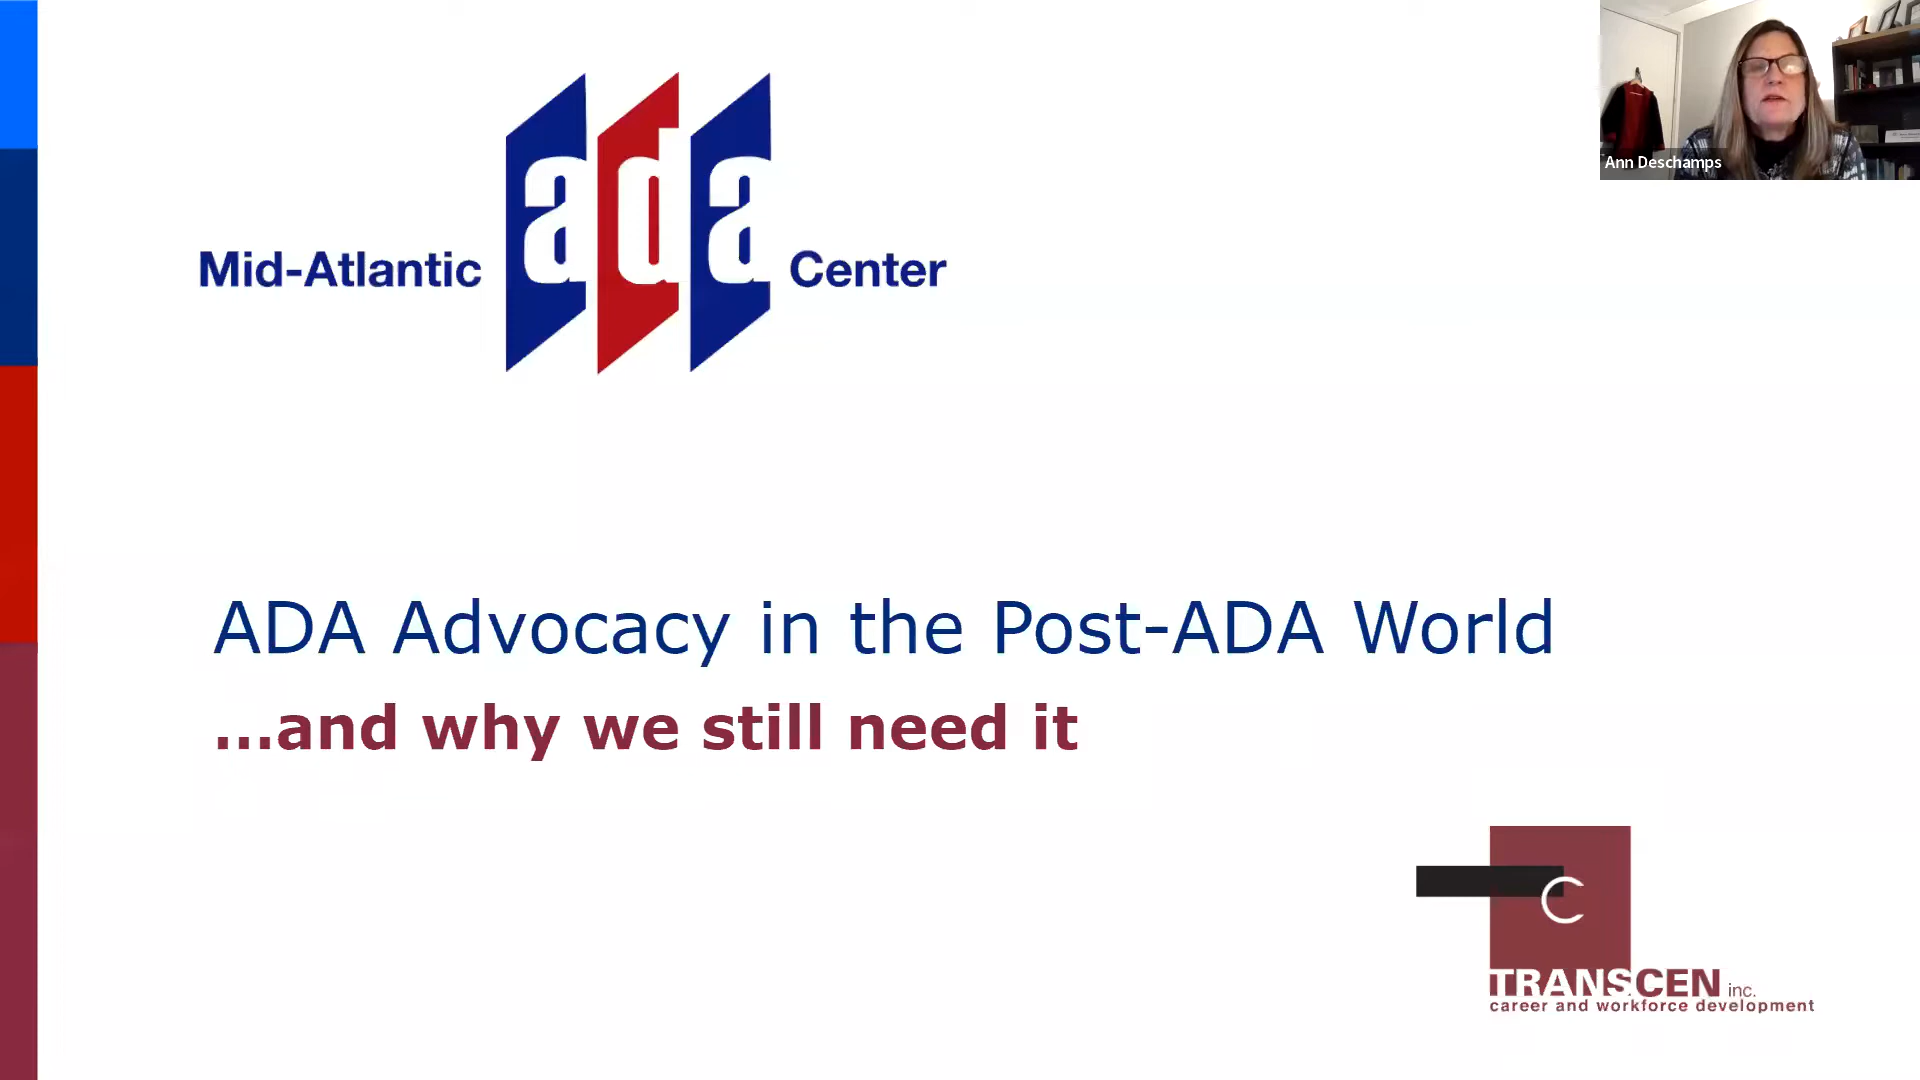 Mid-Atlantic ada Center
Ann Deschamps
ADA Advocacy in the Post-ADA World
...and why we still need it
C
TRANSCEN inc.
career and workforce development